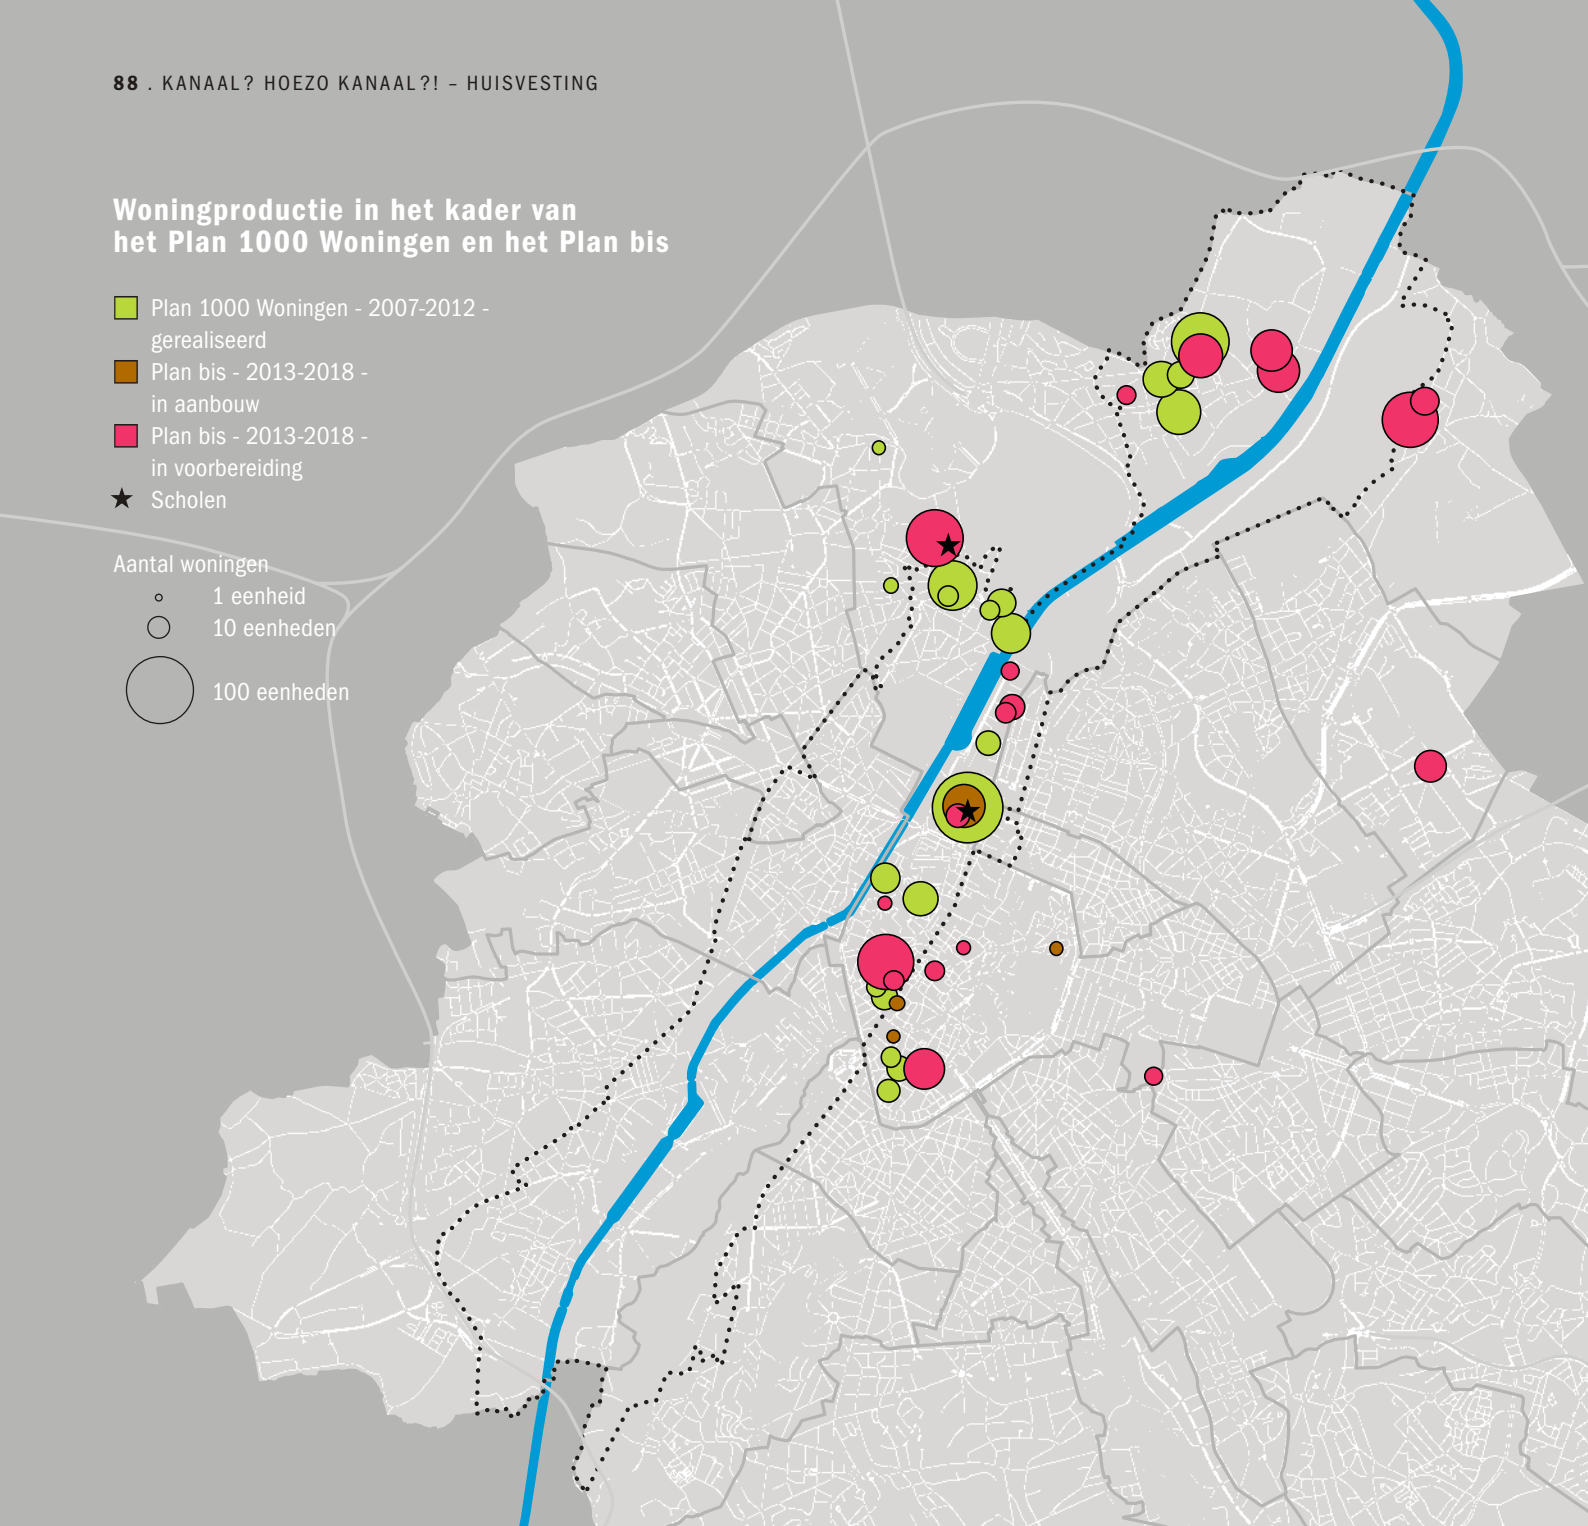 88 . KANAAL? HOEZO KANAAL?! – HUISVESTING
Woningproductie in het kader van
het Plan 1000 Woningen en het Plan bis
Plan 1000 Woningen - 2007-2012 -
gerealiseerd
Plan bis - 2013-2018 -
in aanbouw
Plan bis - 2013-2018 -
in voorbereiding
Scholen
Aantal woningen
1 eenheid
10 eenheden
100 eenheden